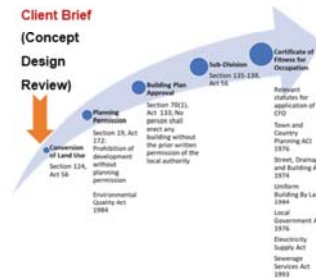 Client Brief
(Concept
Design
Review)
Conversion
of Land Use
Section 124,
Act 56
Planning
Permission
Section 19, Act
172:
Prohibition of
development
without
planning
permission
Environmental
Quality Act
1984
Building Plan
Approval
Section 70(1),
Act 133; No
person shall
erect any
building without
the prior written
permission of the
local authority
Sub-Division
Section 135-138,
Act 56
Certificate of
Fitness for
Occupation
Relevant
statutes for
application of
CFO
Town and
Country
Planning ACt
1976
Street, Drainage
and Building Act
1974
Uniform
Building By Law
1984
Local
Government Act
1976
Electricity
Supply Act
Sewerage
Services Act
1993